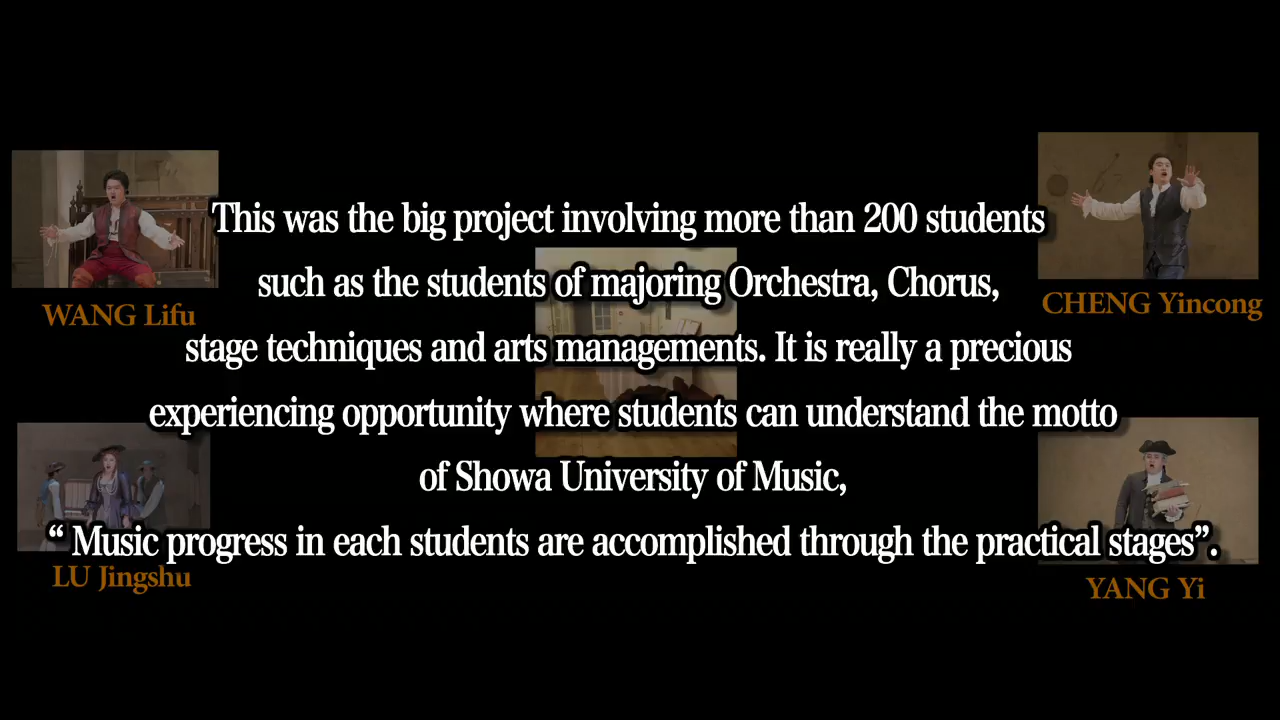 This was the big project involving more than 200 students
such as the students of majoring Orchestra, Chorus,
WANG Lifu
CHENG Yincong
stage techniques and arts managements. It is really a precious
experiencing opportunity where students can understand the motto
of Showa University of Music,
“ Music progress in each students are accomplished through the practical stages”.
LU Jingshu
YANG Yi